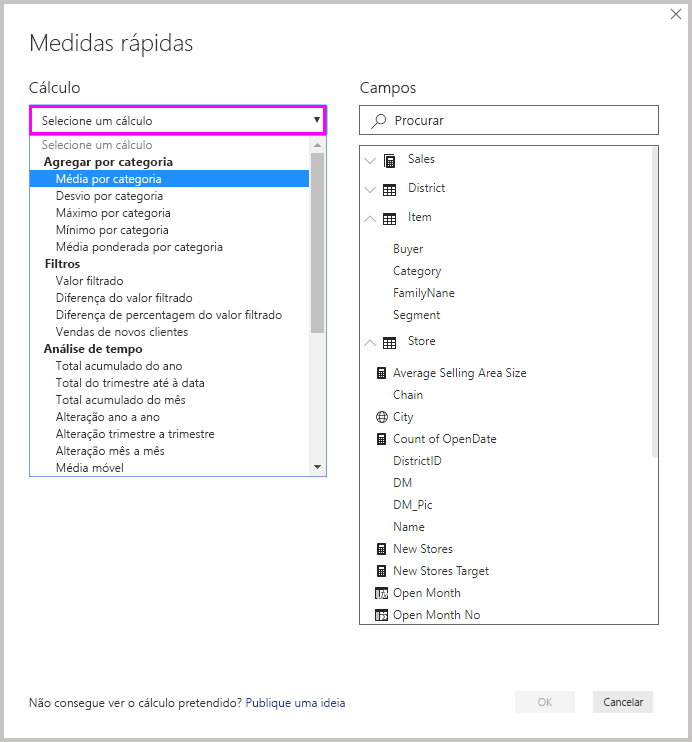 Medidas rápidas
Cálculo
Selecione um cálculo
Selecione um cálculo
Agregar por categoria
Média por categoria
Desvio por categoria
Máximo por categoria
Mínimo por categoria
Média ponderada por categoria
Filtros
Valor filtrado
Diferença do valor filtrado
Diferença de percentagem do valor filtrado
Vendas de novos clientes
Análise de tempo
Total acumulado do ano
Total do trimestre até à data
Total acumulado do mês
Alteração ano a ano
Alteração trimestre a trimestre
Alteração mês a mês
Média móvel
Campos
Procurar
Sales
District
Item
Buyer
Category
FamilyNane
Segment
Store
Average Selling Area Size
Chain
City
Count of OpenDate
DistrictID
DM
DM_Pic
Name
New Stores
New Stores Target
Open Month
Open Month No
Não consegue ver o cálculo pretendido? Publique uma ideia
OK
Cancelar